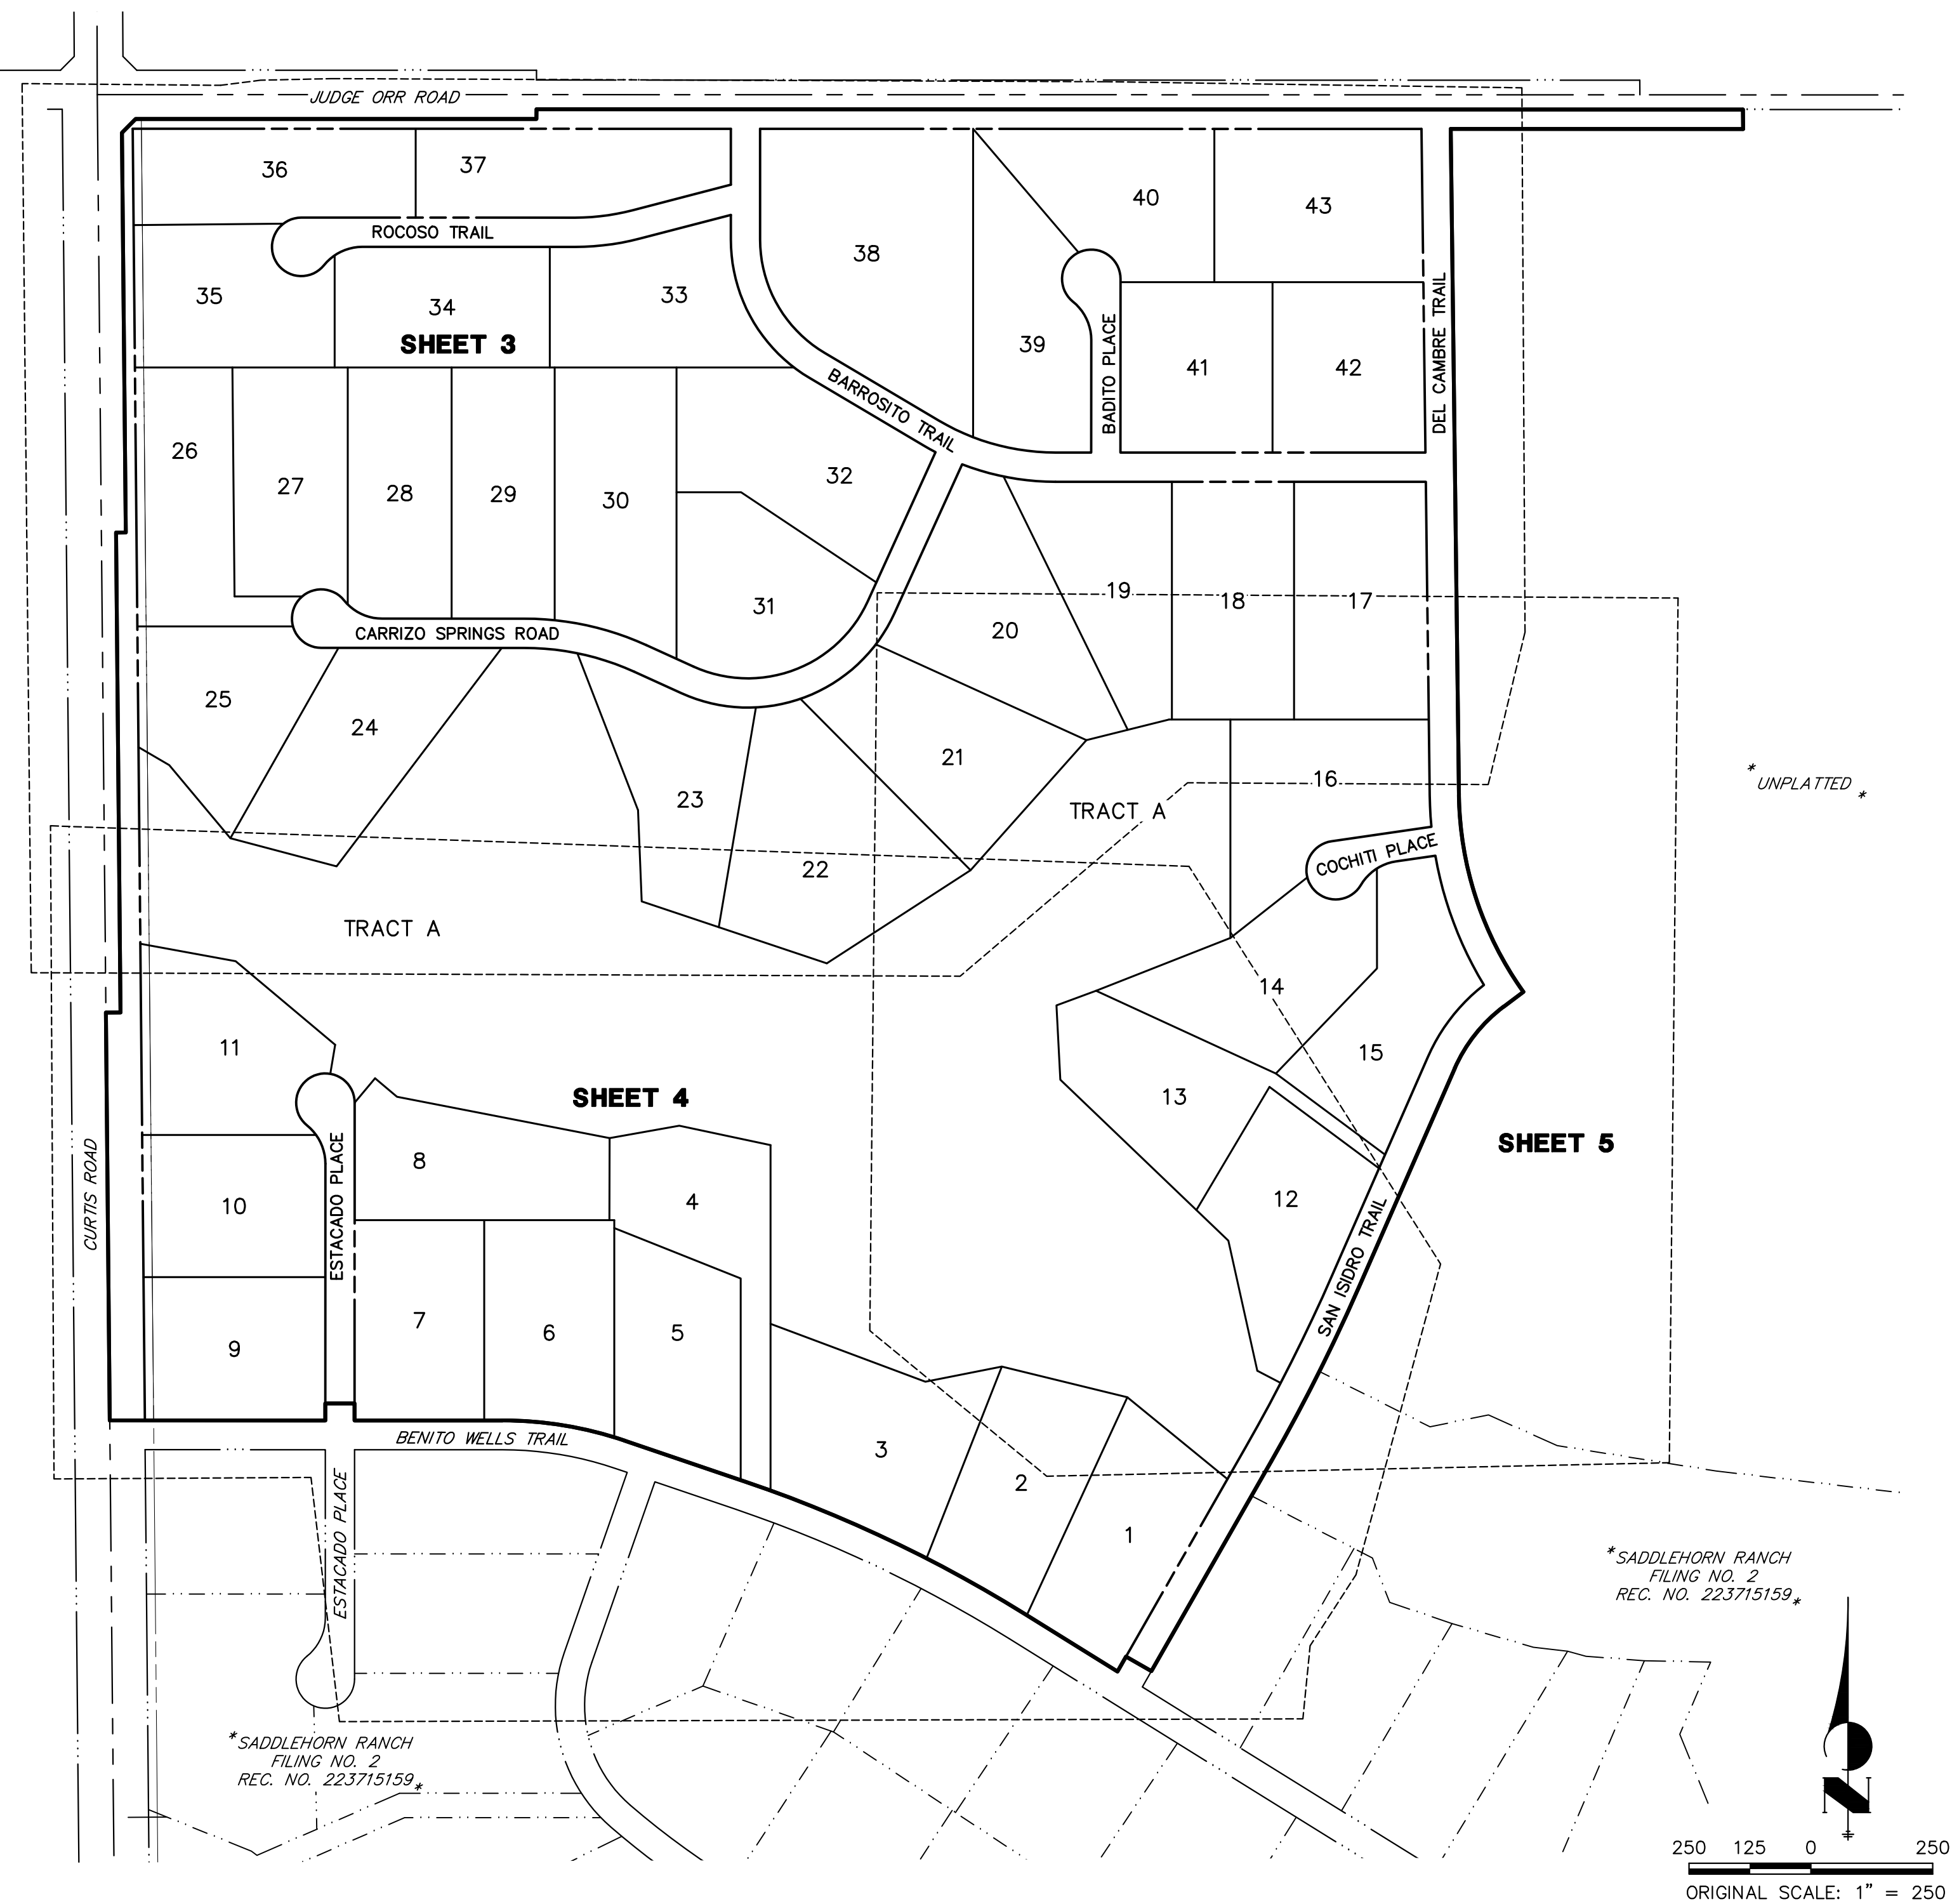 JUDGE ORR ROAD
36
37
40
43
ROCOSO TRAIL
38
35
34
33
SHEET 3
39
BADITO PLACE
41
42
DEL CAMBRE TRAIL
BARROSITO TRAIL
26
27
28
29
30
32
31
CARRIZO SPRINGS ROAD
19
18
17
20
25
24
21
23
22
TRACT A
16
* UNPLATTED *
COCHITI PLACE
TRACT A
14
11
15
13
SHEET 4
SHEET 5
CURTIS ROAD
ESTACADO PLACE
8
10
4
12
SAN ISIDRO TRAIL
7
6
5
9
BENITO WELLS TRAIL
3
2
1
ESTACADO PLACE
*SADDLEHORN RANCH
FILING NO. 2
REC. NO. 223715159*
*SADDLEHORN RANCH
FILING NO. 2
REC. NO. 223715159*
N
250 125 0 250
ORIGINAL SCALE: 1" = 250